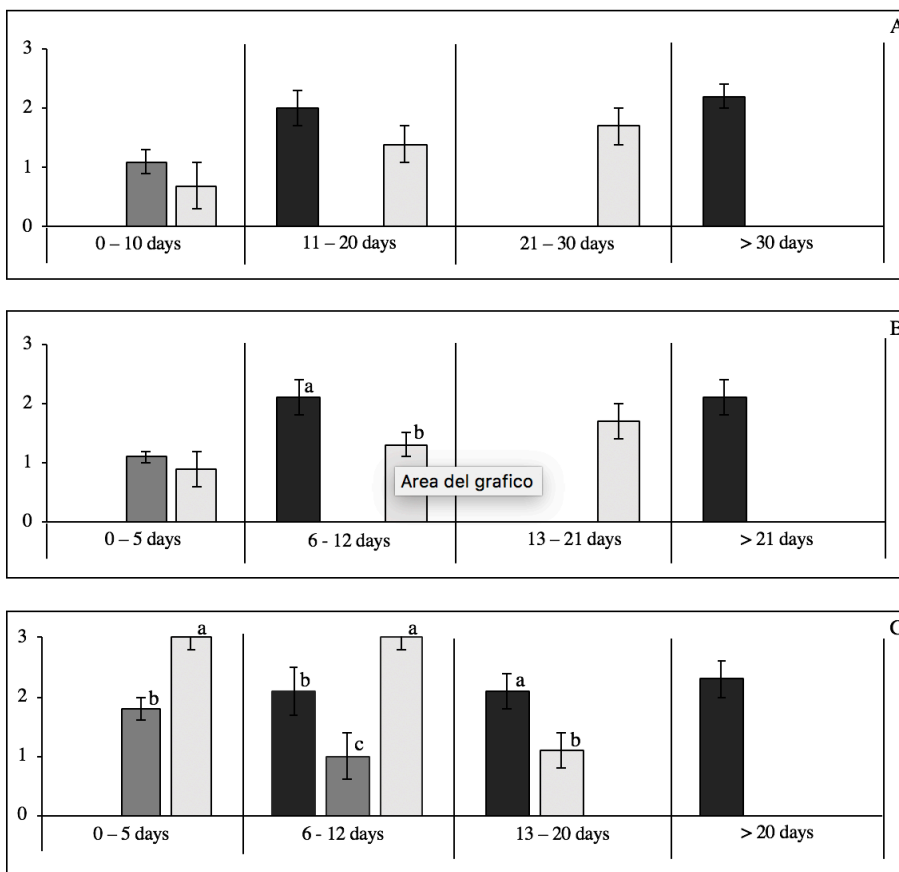 A
3
2
1
0
0 – 10 days
11 – 20 days
21 – 30 days
> 30 days
B
3
2
1
0
a
b
Area del grafico
0 – 5 days
6 - 12 days
13 – 21 days
> 21 days
C
3
2
1
0
b
a
b
c
a
a
b
0 – 5 days
6 - 12 days
13 – 20 days
> 20 days